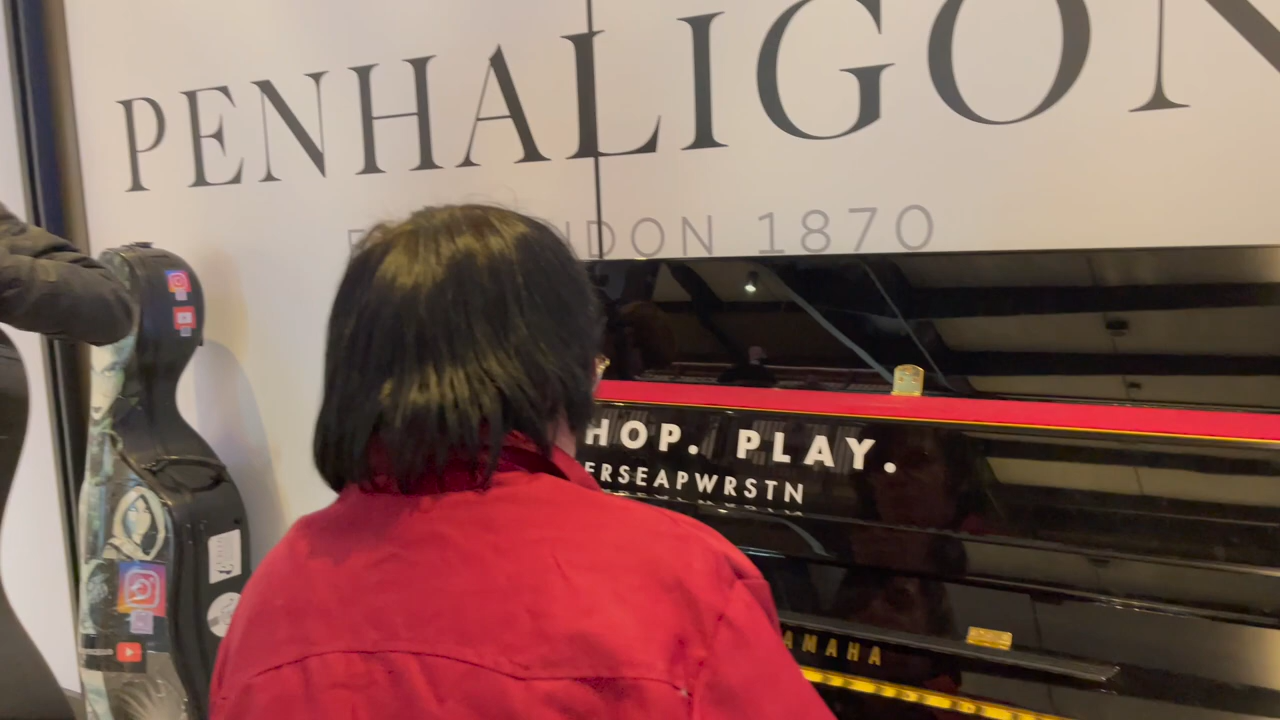 PENHALIGON
NDON 1870
HOP. PLAY.
ERSEAPWRSTN
AMAHA